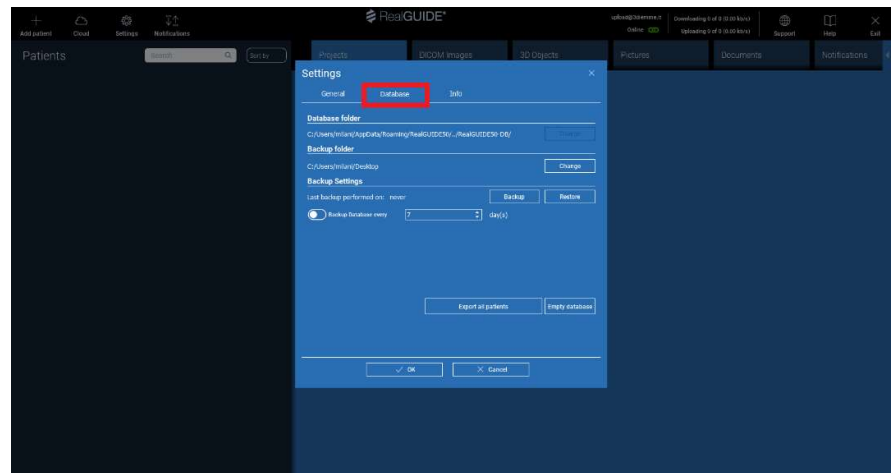 RealGUIDE®
Online
Downloading 0 of 0 (0.00 kb/s)
Uploading 0 of 0 (0.00 kb/s)
Add patient Cloud Settings Notifications
Support Help Exit
Patients
Search
Sort by
Projects DICOM Images 3D Objects Pictures Documents Notifications
Settings
General Database Info
Database folder
Change
Backup folder
C:/Users/milani/Desktop
Change
Backup Settings
Last backup performed on: never
Backup Restore
Backup Database every 7 day(s)
Export all patients Empty database
OK Cancel